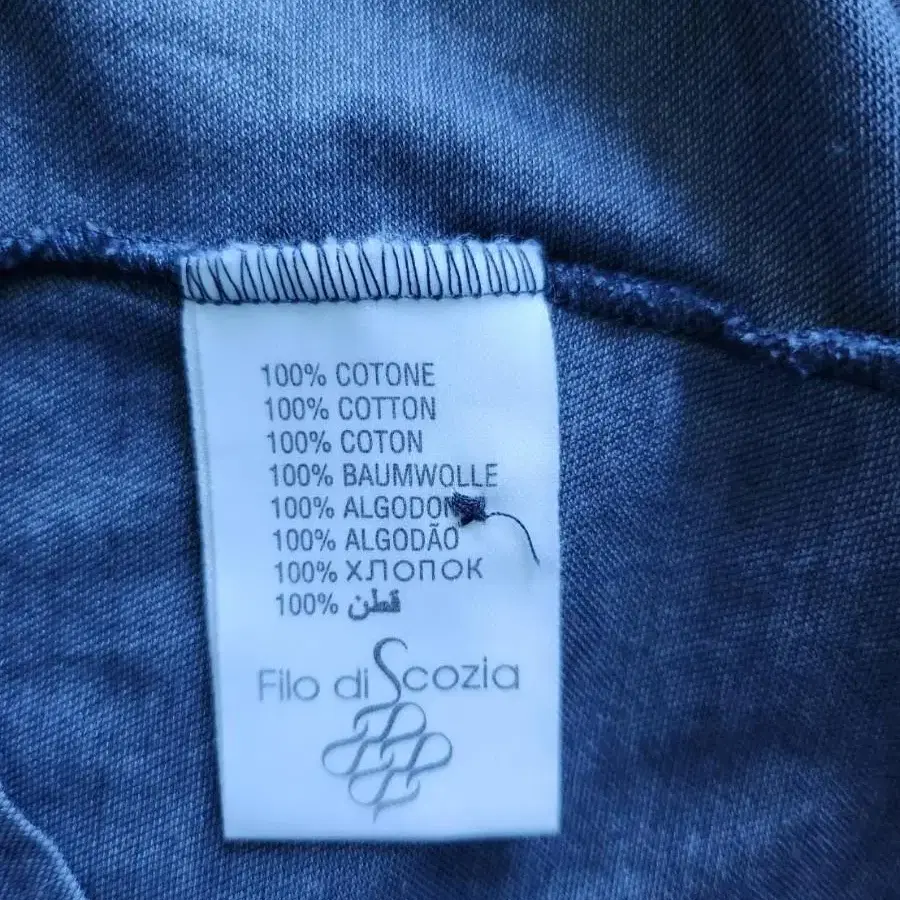 100% COTONE
100% COTTON
100% COTON
100% BAUMWOLLE
100% ALGODON
100% ALGODÃO
100% ХЛОПОК
100% قطن
Filo di Scozia